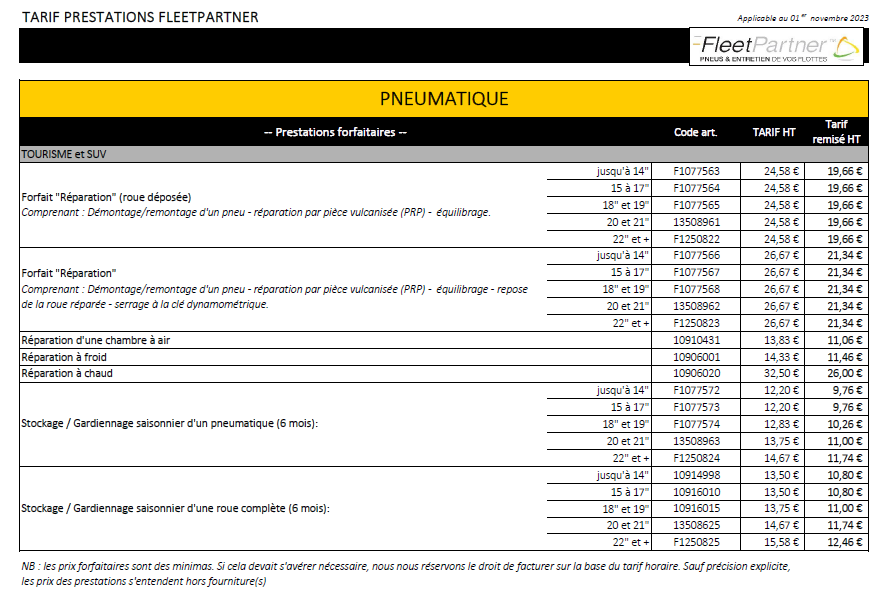 TARIF PRESTATIONS FLEETPARTNER
Applicable au 01er novembre 2023
FleetPartner™
PNEUS & ENTRETIEN DE VOS FLOTTES
PNEUMATIQUE
-- Prestations forfaitaires -- Code art. TARIF HT Tarif remisé HT
TOURISME et SUV
Forfait "Réparation" (roue déposée)
Comprenant : Démontage/remontage d'un pneu - réparation par pièce vulcanisée (PRP) - équilibrage.
jusqu'à 14" F1077563 24,58 € 19,66 €
15 à 17" F1077564 24,58 € 19,66 €
18" et 19" F1077565 24,58 € 19,66 €
20 et 21" 13508961 24,58 € 19,66 €
22" et + F1250822 24,58 € 19,66 €
Forfait "Réparation"
Comprenant : Démontage/remontage d'un pneu - réparation par pièce vulcanisée (PRP) - équilibrage - repose
de la roue réparée - serrage à la clé dynamométrique.
jusqu'à 14" F1077566 26,67 € 21,34 €
15 à 17" F1077567 26,67 € 21,34 €
18" et 19" F1077568 26,67 € 21,34 €
20 et 21" 13508962 26,67 € 21,34 €
22" et + F1250823 26,67 € 21,34 €
Réparation d'une chambre à air 10910431 13,83 € 11,06 €
Réparation à froid 10906001 14,33 € 11,46 €
Réparation à chaud 10906020 32,50 € 26,00 €
Stockage / Gardiennage saisonnier d'un pneumatique (6 mois):
jusqu'à 14" F1077572 12,20 € 9,76 €
15 à 17" F1077573 12,20 € 9,76 €
18" et 19" F1077574 12,83 € 10,26 €
20 et 21" 13508963 13,75 € 11,00 €
22" et + F1250824 14,67 € 11,74 €
Stockage / Gardiennage saisonnier d'une roue complète (6 mois):
jusqu'à 14" 10914998 13,50 € 10,80 €
15 à 17" 10916010 13,50 € 10,80 €
18" et 19" 10916015 13,75 € 11,00 €
20 et 21" 13508625 14,67 € 11,74 €
22" et + F1250825 15,58 € 12,46 €
NB : les prix forfaitaires sont des minimas. Si cela devait s'avérer nécessaire, nous nous réservons le droit de facturer sur la base du tarif horaire. Sauf précision explicite,
les prix des prestations s'entendent hors fourniture(s)